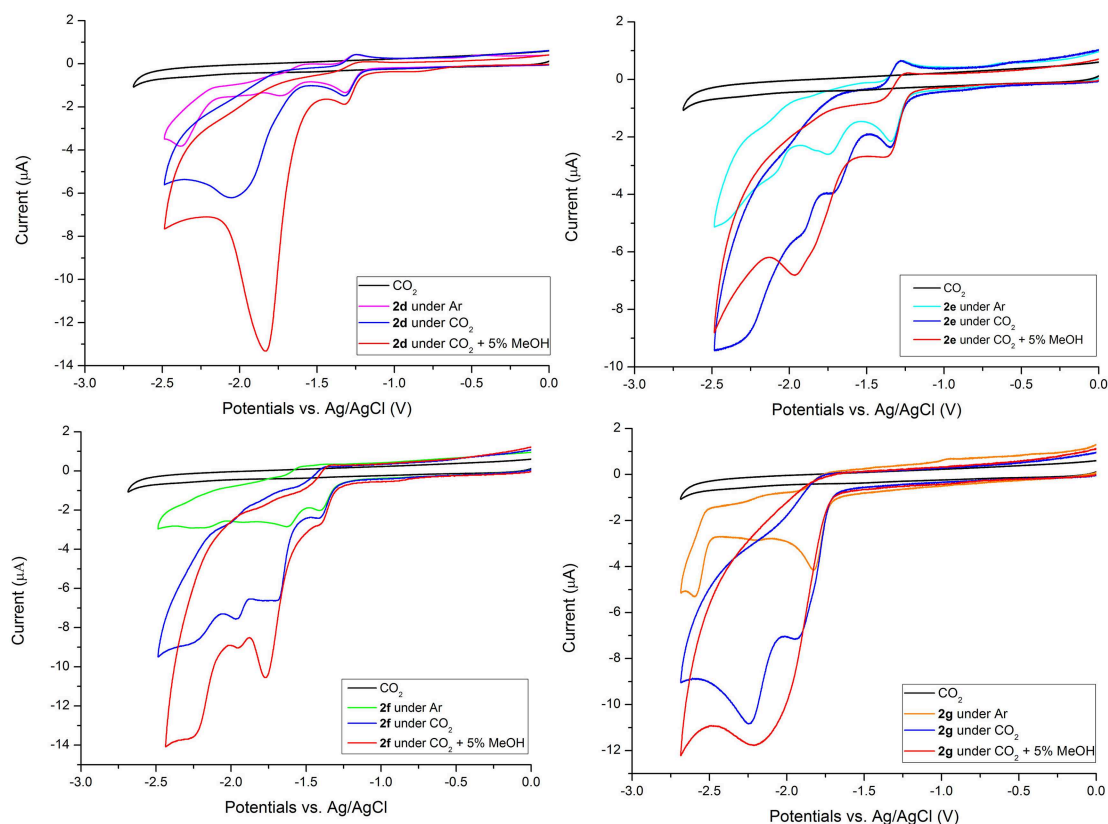 2
0
-2
-4
-6
-8
-10
-12
-14
Current (μA)
CO₂
2d under Ar
2d under CO₂
2d under CO₂ + 5% MeOH
-3.0 -2.5 -2.0 -1.5 -1.0 -0.5 0.0
Potentials vs. Ag/AgCl (V)
2
0
-2
-4
-6
-8
-10
Current (μA)
CO₂
2e under Ar
2e under CO₂
2e under CO₂ + 5% MeOH
-3.0 -2.5 -2.0 -1.5 -1.0 -0.5 0.0
Potentials vs. Ag/AgCl (V)
2
0
-2
-4
-6
-8
-10
-12
-14
Current (μA)
CO₂
2f under Ar
2f under CO₂
2f under CO₂ + 5% MeOH
-3.0 -2.5 -2.0 -1.5 -1.0 -0.5 0.0
Potentials vs. Ag/AgCl
2
0
-2
-4
-6
-8
-10
-12
Current (μA)
CO₂
2g under Ar
2g under CO₂
2g under CO₂ + 5% MeOH
-3.0 -2.5 -2.0 -1.5 -1.0 -0.5 0.0
Potentials vs. Ag/AgCl (V)